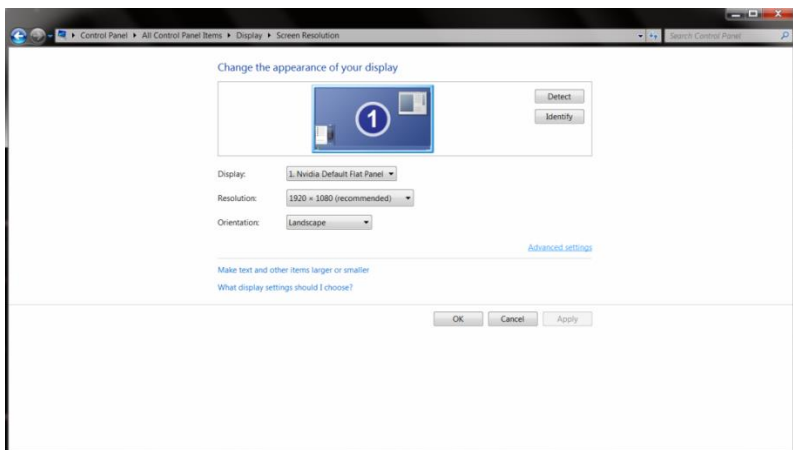 Control Panel ▸ All Control Panel Items ▸ Display ▸ Screen Resolution
Search Control Panel
Change the appearance of your display
1
Detect
Identify
Display: 1. Nvidia Default Flat Panel
Resolution: 1920 × 1080 (recommended)
Orientation: Landscape
Advanced settings
Make text and other items larger or smaller
What display settings should I choose?
OK Cancel Apply